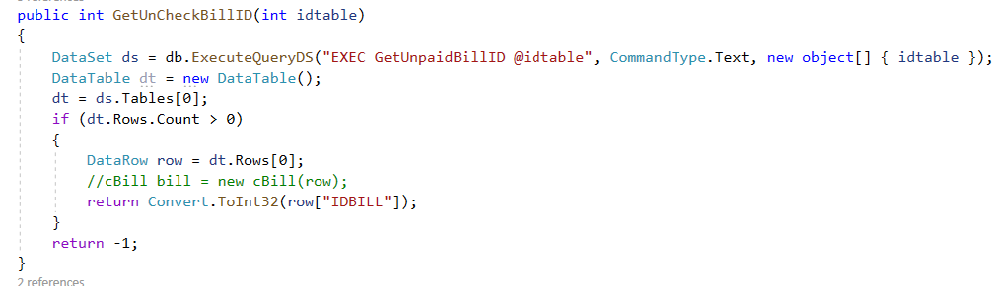 public int GetUnCheckBillID(int idtable)
{
DataSet ds = db.ExecuteQueryDS("EXEC GetUnpaidBillID @idtable", CommandType.Text, new object[] { idtable });
DataTable dt = new DataTable();
dt = ds.Tables[0];
if (dt.Rows.Count > 0)
{
DataRow row = dt.Rows[0];
//cBill bill = new cBill(row);
return Convert.ToInt32(row["IDBILL"]);
}
return -1;
}
2 references